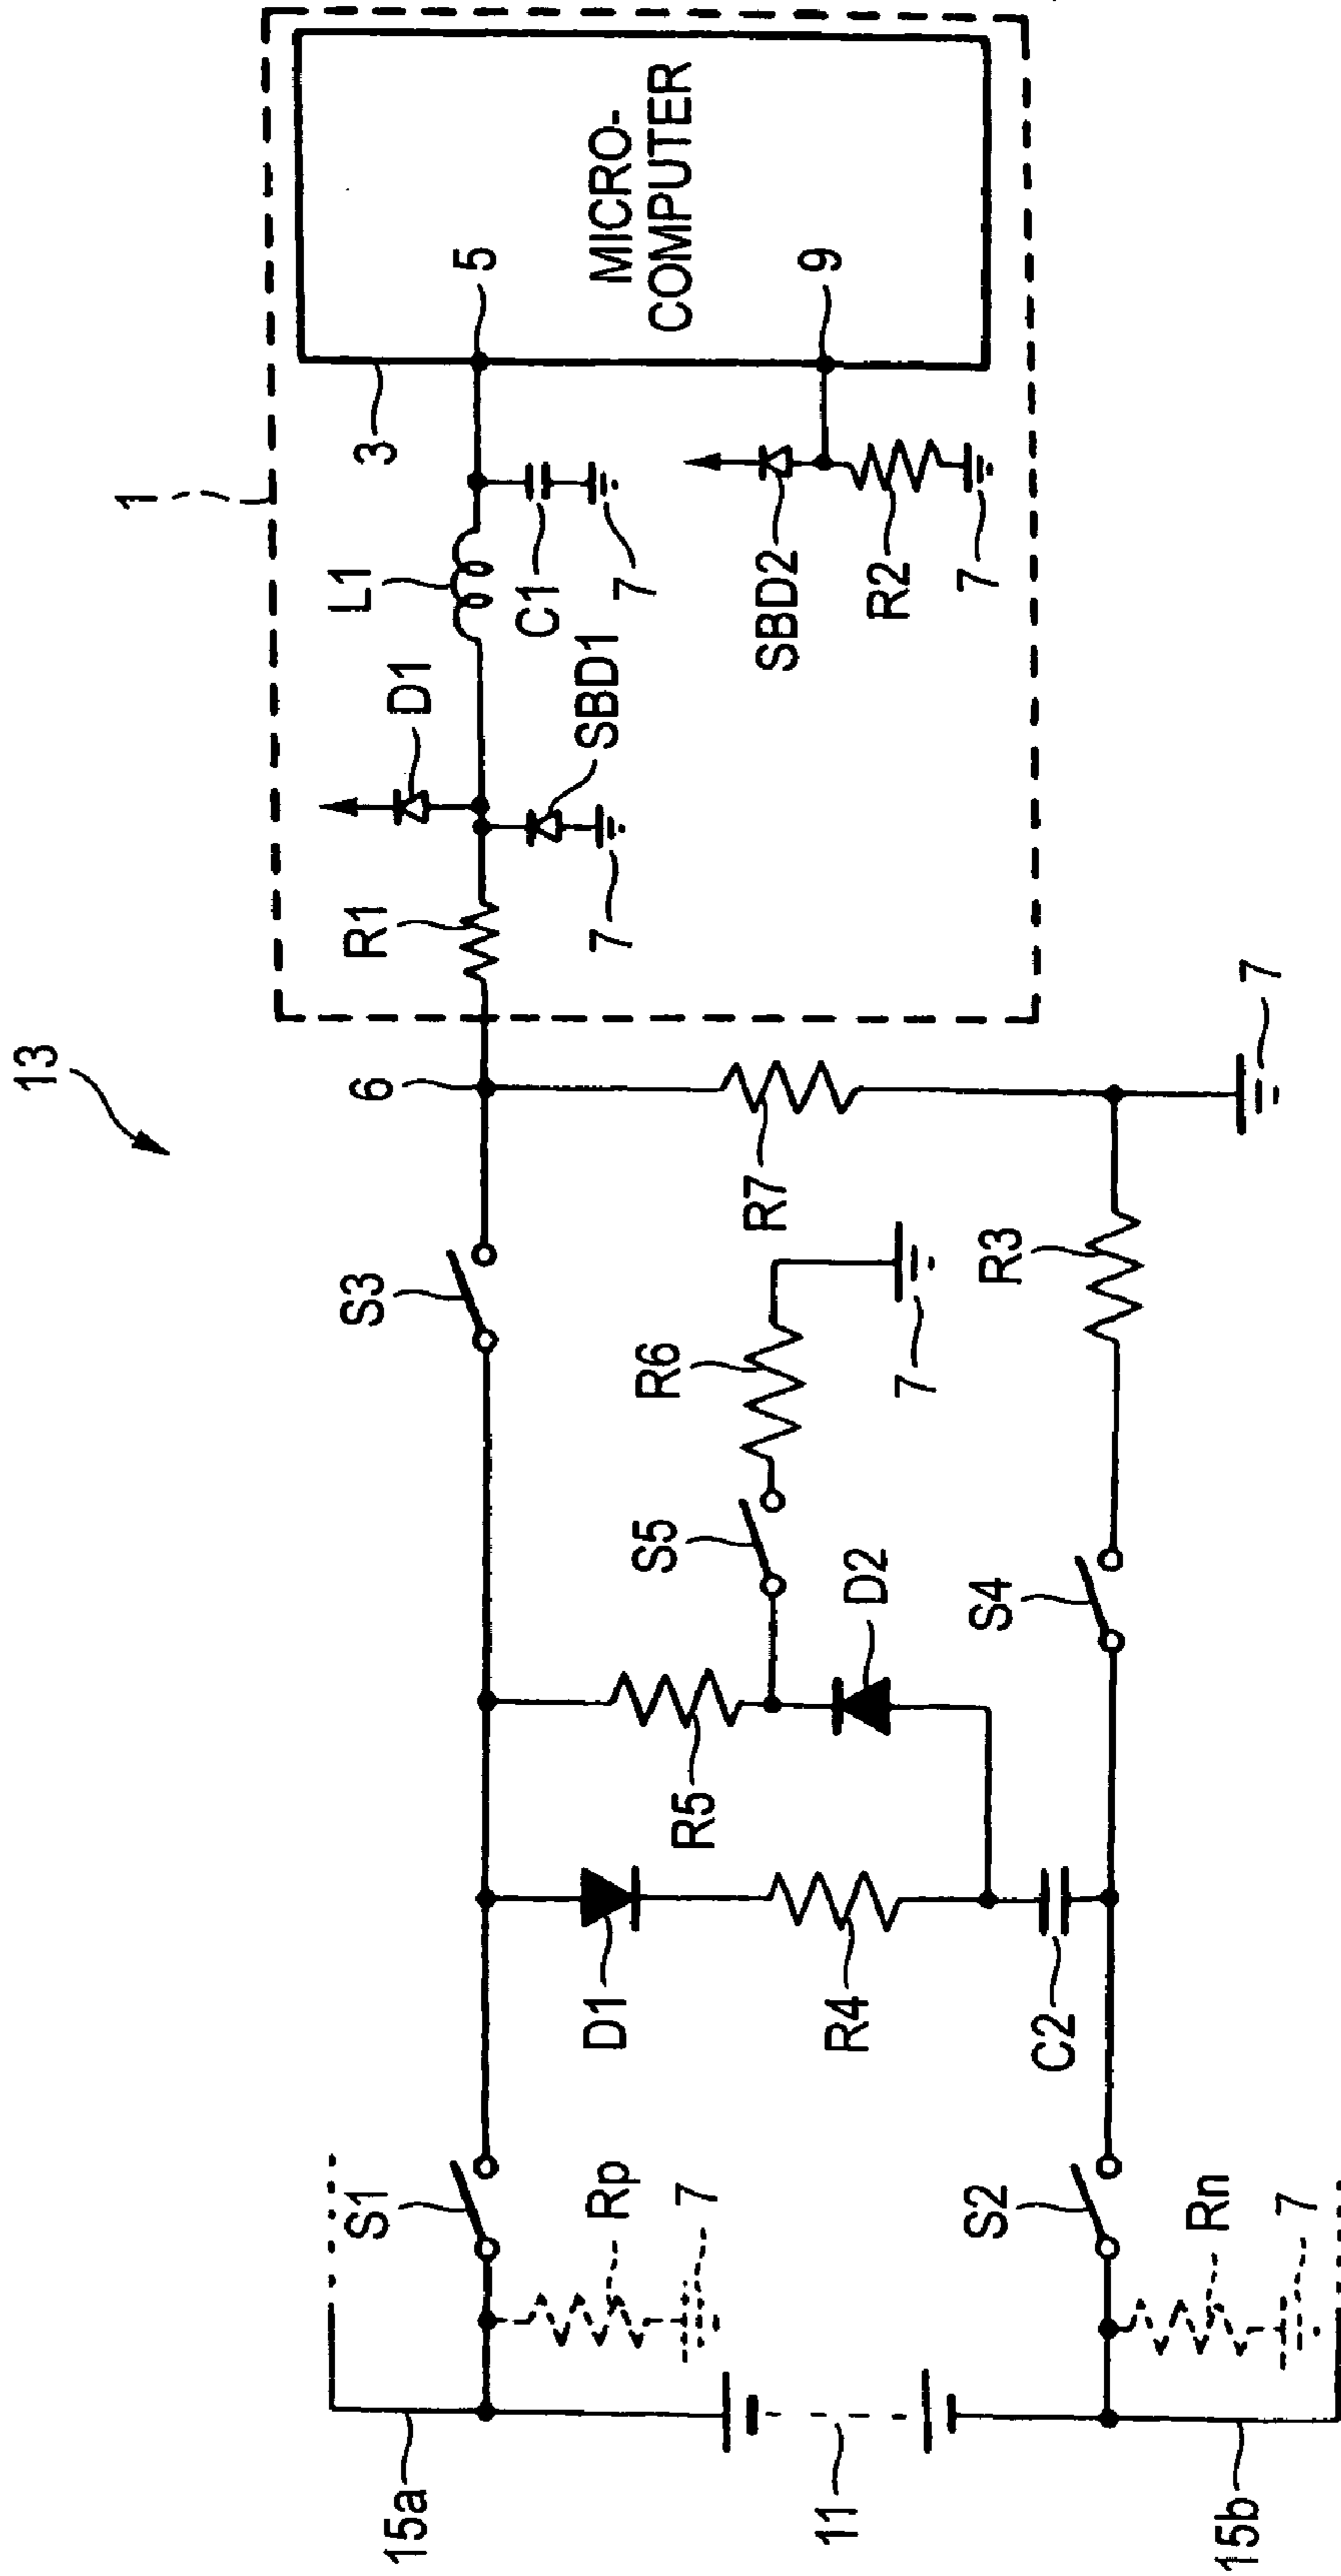 13
1
3
5
MICRO-
COMPUTER
9
L1
D1
C1
7
SBD1
SBD2
R2
7
R1
7
6
S3
R7
7
R6
7
R3
S5
D2
S4
R5
D1
R4
C2
S1
Rp
7
S2
Rn
7
15a
11
15b